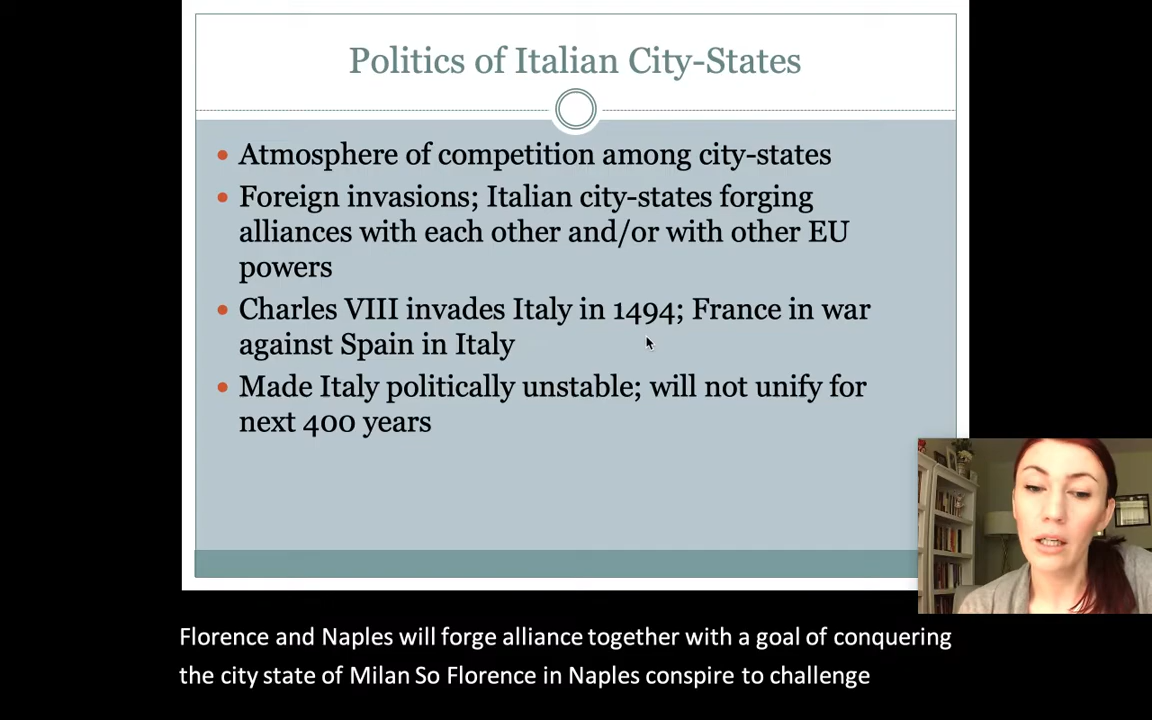 Politics of Italian City-States
• Atmosphere of competition among city-states
• Foreign invasions; Italian city-states forging
alliances with each other and/or with other EU
powers
• Charles VIII invades Italy in 1494; France in war
against Spain in Italy
• Made Italy politically unstable; will not unify for
next 400 years
Florence and Naples will forge alliance together with a goal of conquering
the city state of Milan So Florence in Naples conspire to challenge